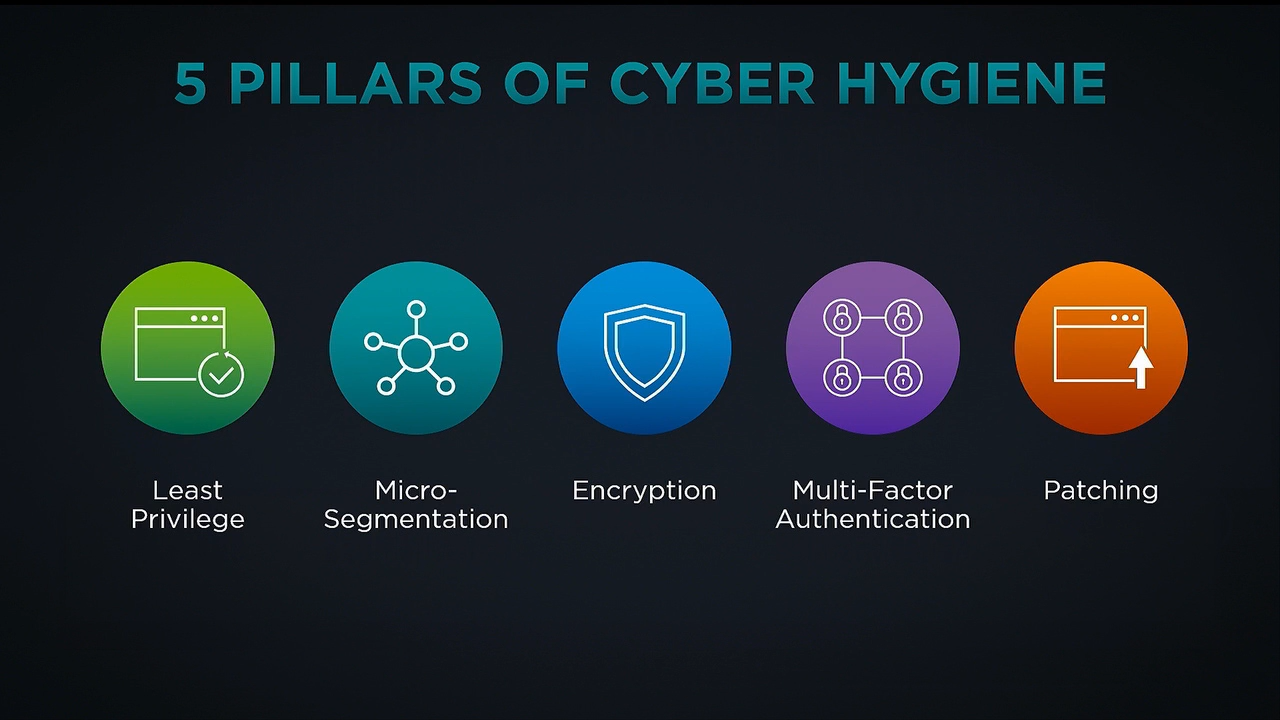 5 PILLARS OF CYBER HYGIENE
Least
Privilege
Micro-
Segmentation
Encryption
Multi-Factor
Authentication
Patching